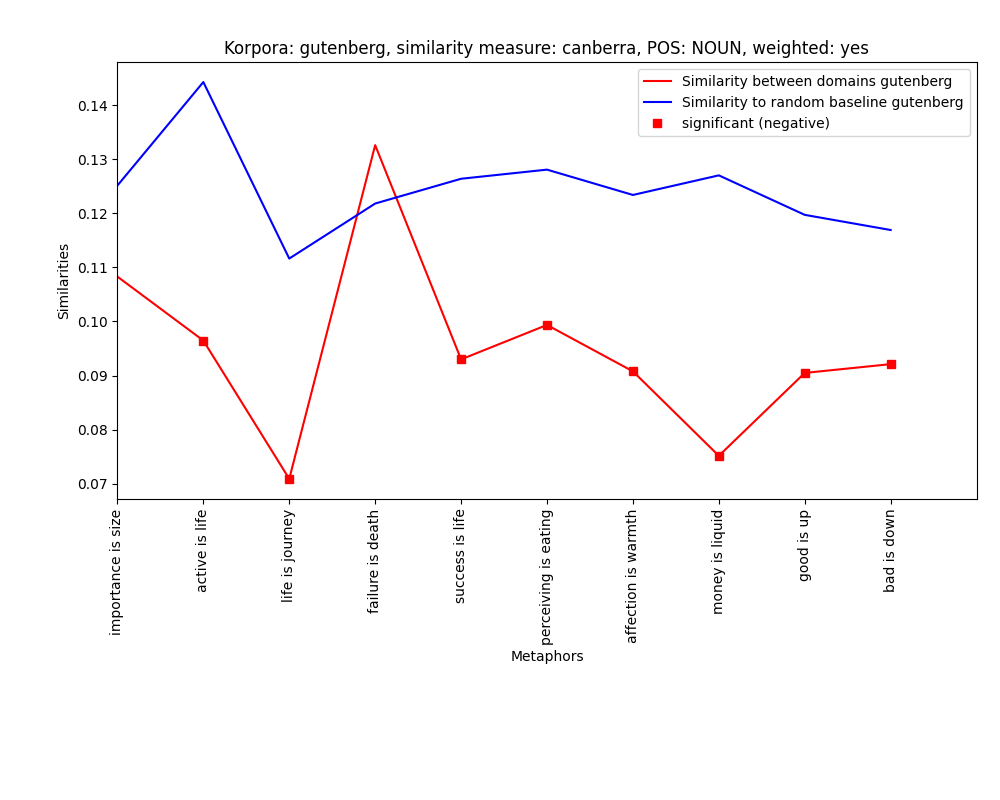 Korpora: gutenberg, similarity measure: canberra, POS: NOUN, weighted: yes
Similarity between domains gutenberg
Similarity to random baseline gutenberg
significant (negative)
0.14
0.13
0.12
0.11
0.10
0.09
0.08
0.07
Similarities
importance is size
active is life
life is journey
failure is death
success is life
perceiving is eating
affection is warmth
money is liquid
good is up
bad is down
Metaphors